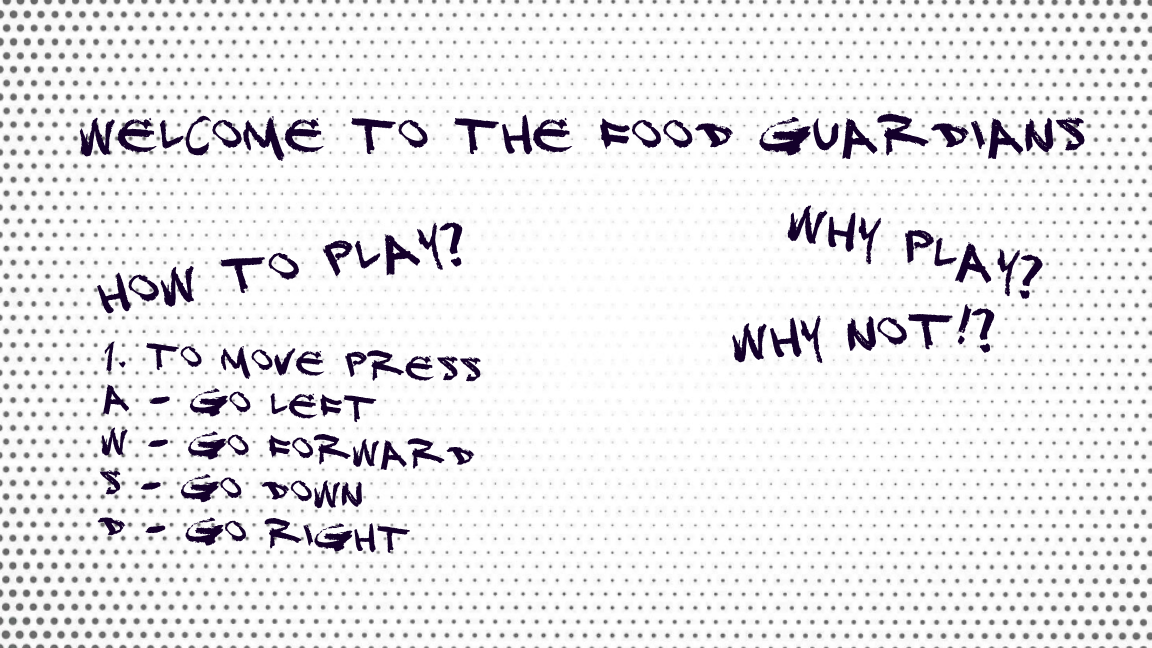 WELCOME TO THE FOOD GUARDIANS
HOW TO PLAY?
1. TO MOVE PRESS
A - GO LEFT
W - GO FORWARD
S - GO DOWN
D - GO RIGHT
WHY PLAY?
WHY NOT!?